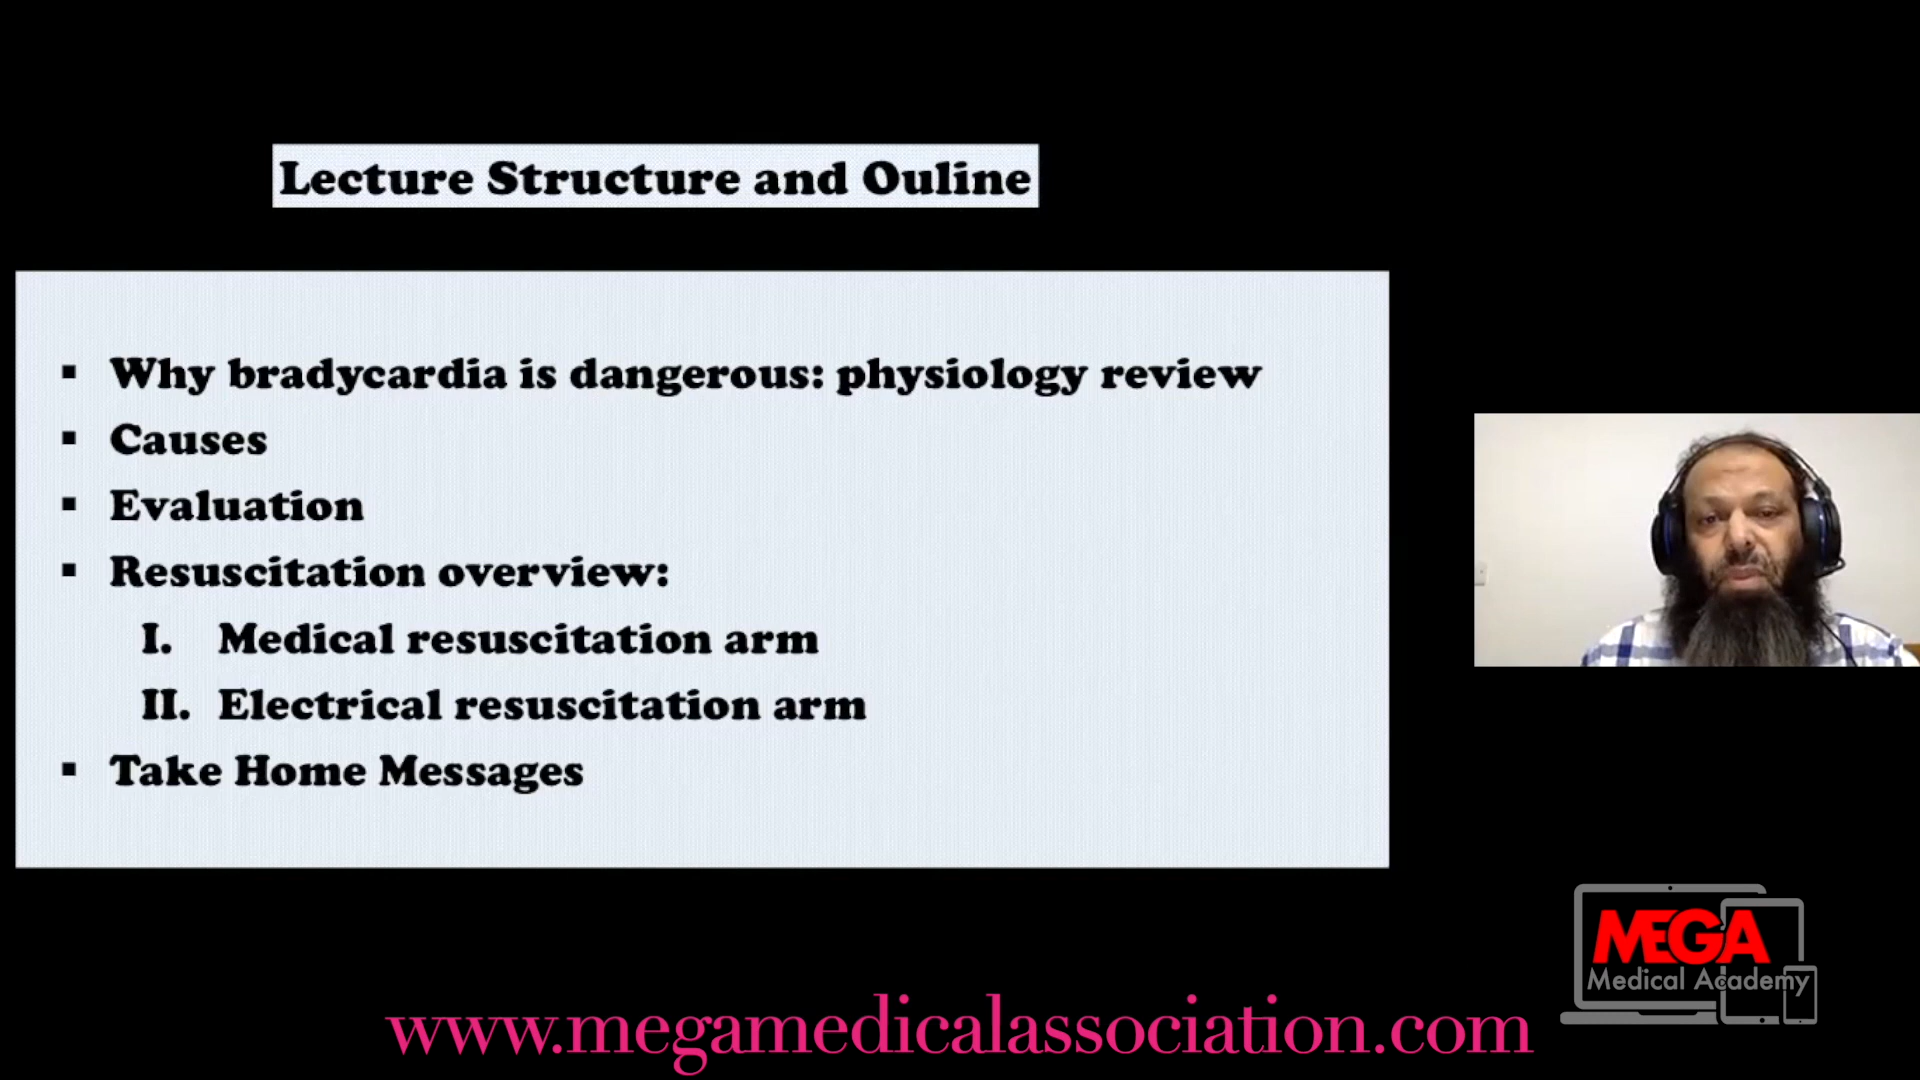 Lecture Structure and Ouline
▪ Why bradycardia is dangerous: physiology review
▪ Causes
▪ Evaluation
▪ Resuscitation overview:
I. Medical resuscitation arm
II. Electrical resuscitation arm
▪ Take Home Messages
MEGA
Medical Academy
www.megamedicalassociation.com